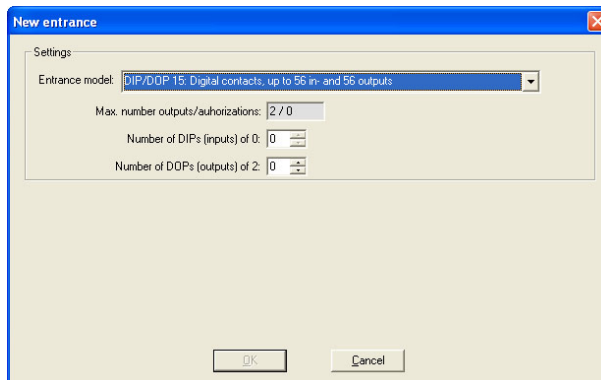 New entrance
Settings
Entrance model: DIP/DOP 15: Digital contacts, up to 56 in- and 56 outputs
Max. number outputs/auhorizations: 2 / 0
Number of DIPs (inputs) of 0: 0
Number of DOPs (outputs) of 2: 0
OK Cancel